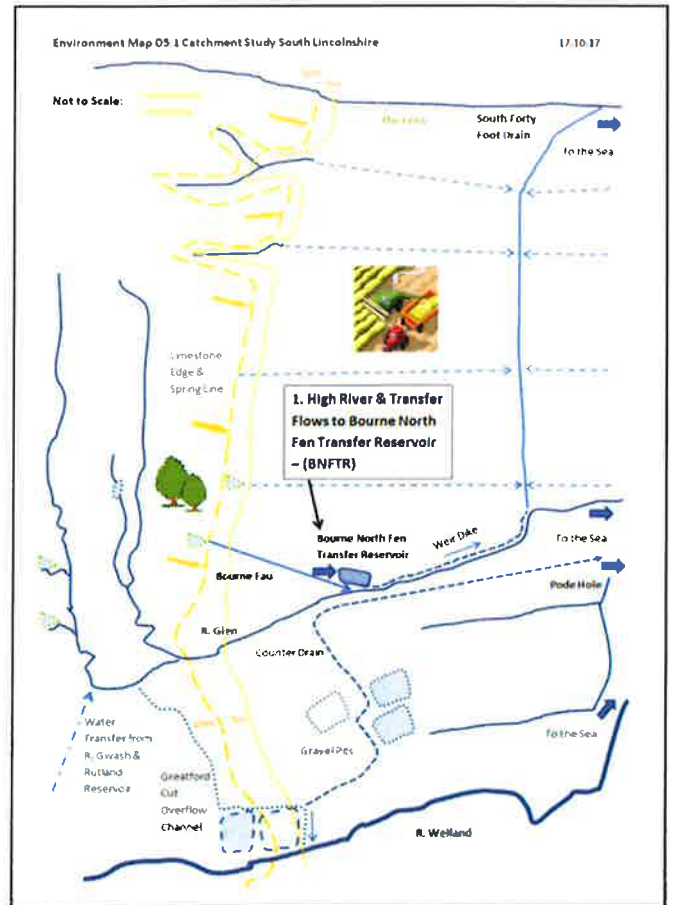 Environment Map 05.1 Catchment Study South Lincolnshire
17.10.17
Not to Scale:
South Forty
Foot Drain
To the Sea
Limestone
Edge &
Spring Line
1. High River & Transfer
Flows to Bourne North
Fen Transfer Reservoir
– (BNFTR)
Bourne North Fen
Transfer Reservoir
Weir Dike
To the Sea
Bourne Eau
Pode Hole
R. Glen
Counter Drain
Water
Transfer from
R. Gwash &
Rutland
Reservoir
Gravel Pits
To the Sea
Greatford
Cut
Overflow
Channel
R. Welland